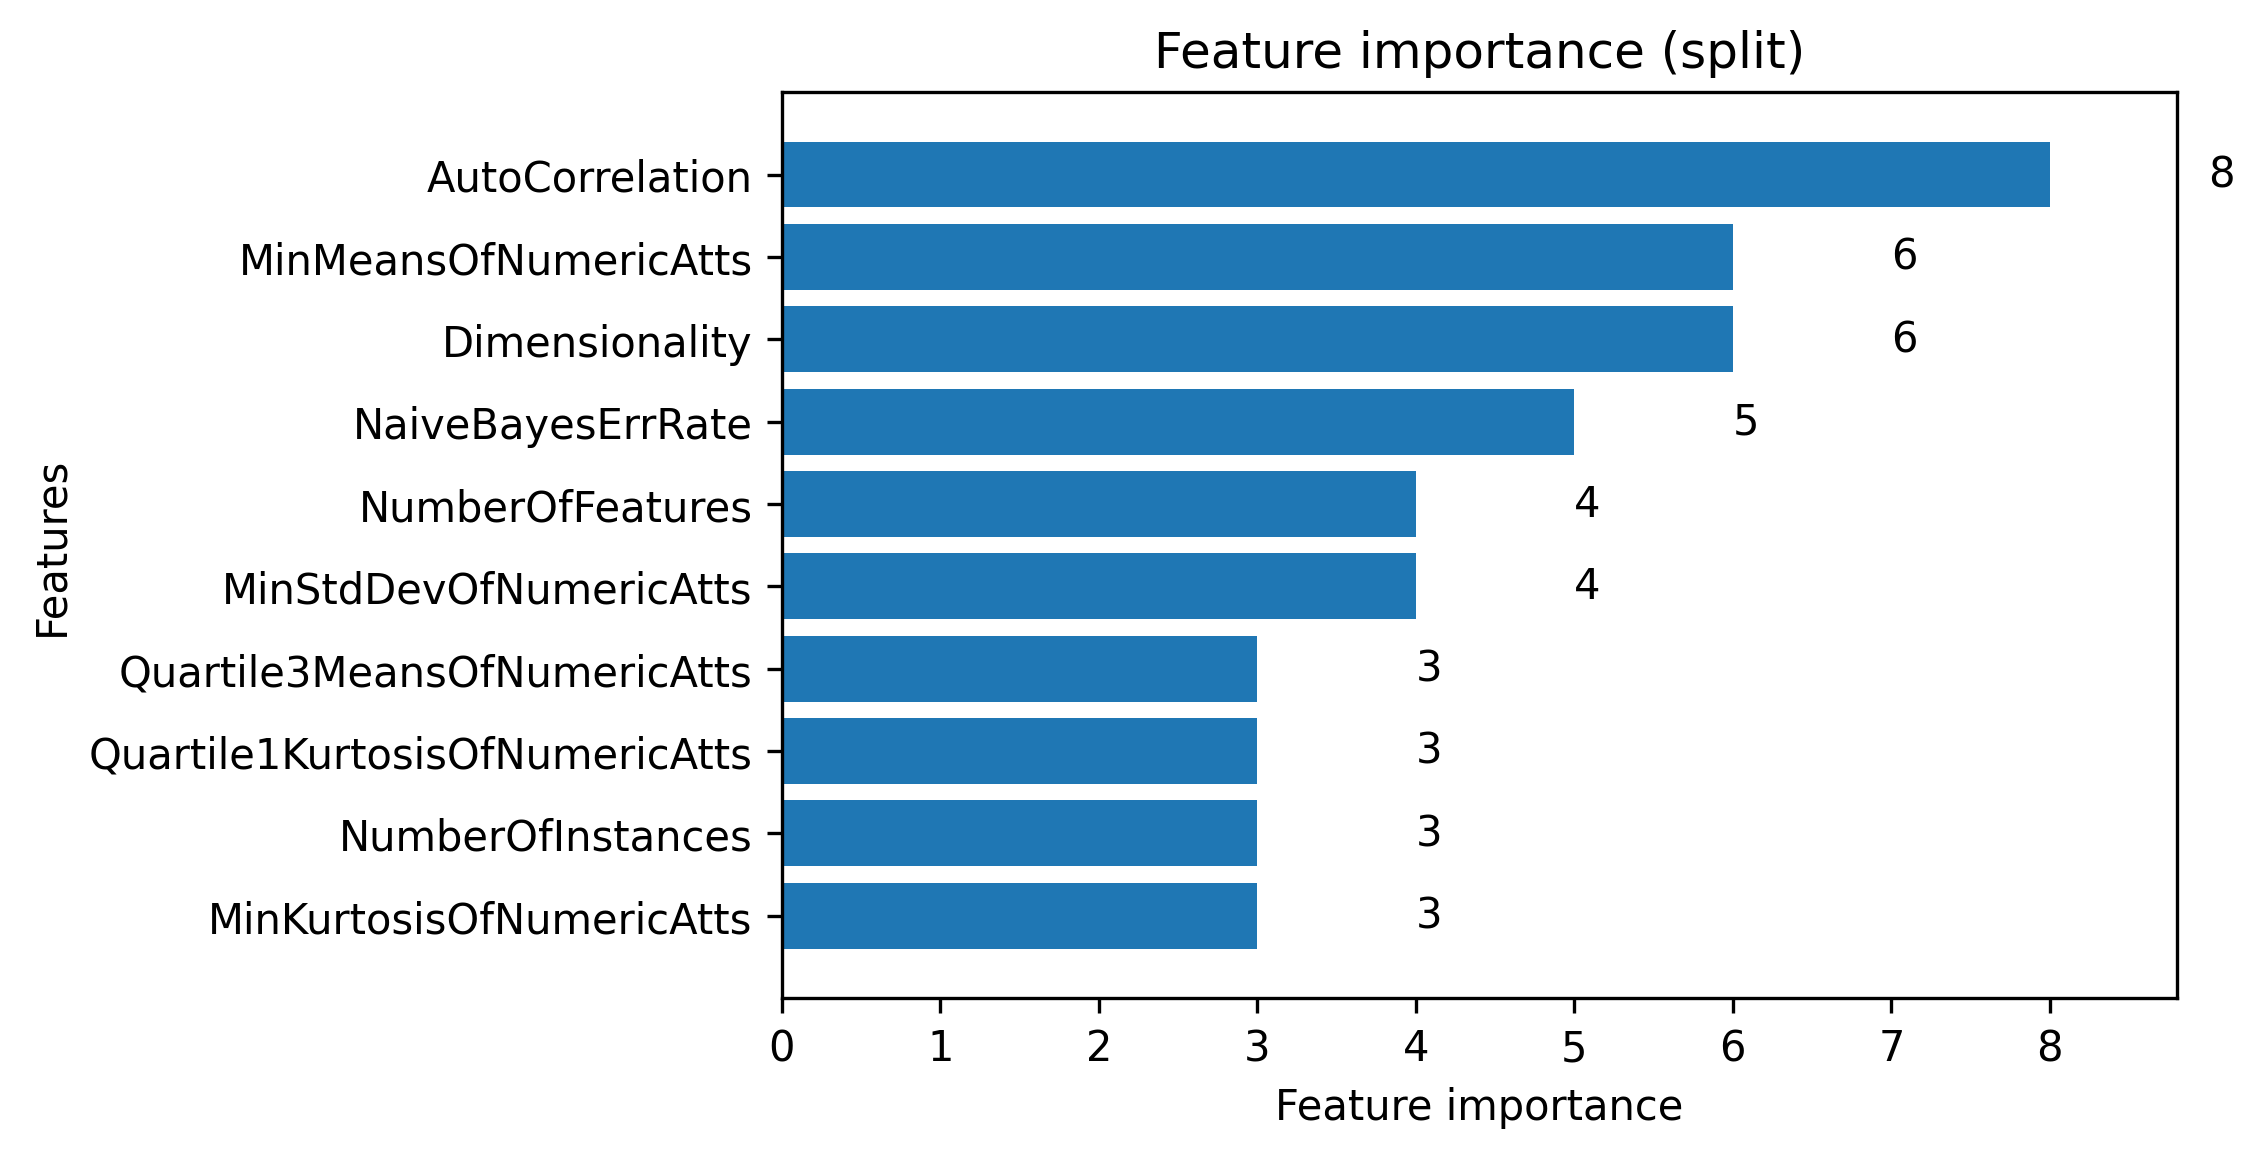 Feature importance (split)
AutoCorrelation 8
MinMeansOfNumericAtts 6
Dimensionality 6
NaiveBayesErrRate 5
NumberOfFeatures 4
MinStdDevOfNumericAtts 4
Quartile3MeansOfNumericAtts 3
Quartile1KurtosisOfNumericAtts 3
NumberOfInstances 3
MinKurtosisOfNumericAtts 3
Features
0 1 2 3 4 5 6 7 8
Feature importance